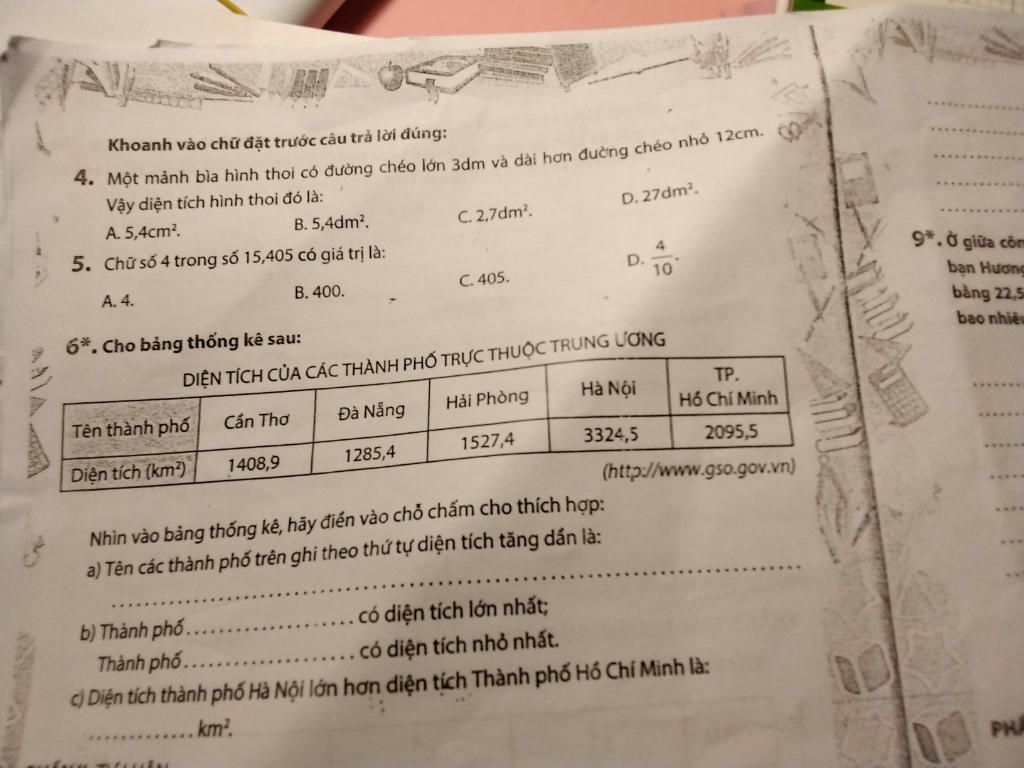 Khoanh vào chữ đặt trước câu trả lời đúng:
4. Một mảnh bìa hình thoi có đường chéo lớn 3dm và dài hơn đường chéo nhỏ 12cm.
Vậy diện tích hình thoi đó là:
A. 5,4cm². B. 5,4dm². C. 2,7dm². D. 27dm².
5. Chữ số 4 trong số 15,405 có giá trị là:
A. 4. B. 400. C. 405. D. 4/10.
6*. Cho bảng thống kê sau:
DIỆN TÍCH CỦA CÁC THÀNH PHỐ TRỰC THUỘC TRUNG ƯƠNG
Tên thành phố Cần Thơ Đà Nẵng Hải Phòng Hà Nội TP. Hồ Chí Minh
Diện tích (km²) 1408,9 1285,4 1527,4 3324,5 2095,5
(http://www.gso.gov.vn)
Nhìn vào bảng thống kê, hãy điền vào chỗ chấm cho thích hợp:
a) Tên các thành phố trên ghi theo thứ tự diện tích tăng dần là:
b) Thành phố.................... có diện tích lớn nhất;
Thành phố.................... có diện tích nhỏ nhất.
c) Diện tích thành phố Hà Nội lớn hơn diện tích Thành phố Hồ Chí Minh là:
............. km².
9*. Ở giữa côn
bạn Hương
bằng 22,5
bao nhiêu